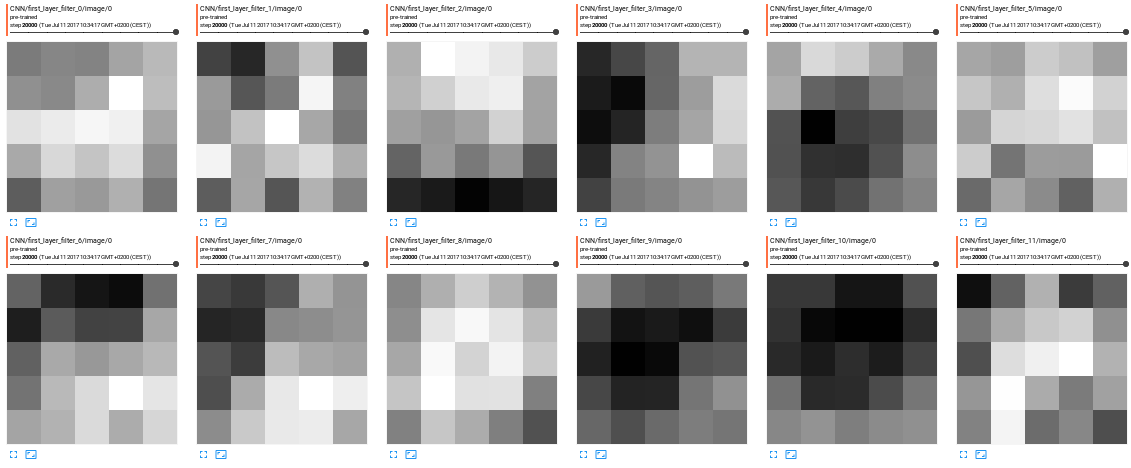 CNN/first_layer_filter_0/image/0
pre-trained
step 20000 (Tue Jul 11 2017 10:34:17 GMT+0200 (CEST))
CNN/first_layer_filter_1/image/0
pre-trained
step 20000 (Tue Jul 11 2017 10:34:17 GMT+0200 (CEST))
CNN/first_layer_filter_2/image/0
pre-trained
step 20000 (Tue Jul 11 2017 10:34:17 GMT+0200 (CEST))
CNN/first_layer_filter_3/image/0
pre-trained
step 20000 (Tue Jul 11 2017 10:34:17 GMT+0200 (CEST))
CNN/first_layer_filter_4/image/0
pre-trained
step 20000 (Tue Jul 11 2017 10:34:17 GMT+0200 (CEST))
CNN/first_layer_filter_5/image/0
pre-trained
step 20000 (Tue Jul 11 2017 10:34:17 GMT+0200 (CEST))
CNN/first_layer_filter_6/image/0
pre-trained
step 20000 (Tue Jul 11 2017 10:34:17 GMT+0200 (CEST))
CNN/first_layer_filter_7/image/0
pre-trained
step 20000 (Tue Jul 11 2017 10:34:17 GMT+0200 (CEST))
CNN/first_layer_filter_8/image/0
pre-trained
step 20000 (Tue Jul 11 2017 10:34:17 GMT+0200 (CEST))
CNN/first_layer_filter_9/image/0
pre-trained
step 20000 (Tue Jul 11 2017 10:34:17 GMT+0200 (CEST))
CNN/first_layer_filter_10/image/0
pre-trained
step 20000 (Tue Jul 11 2017 10:34:17 GMT+0200 (CEST))
CNN/first_layer_filter_11/image/0
pre-trained
step 20000 (Tue Jul 11 2017 10:34:17 GMT+0200 (CEST))